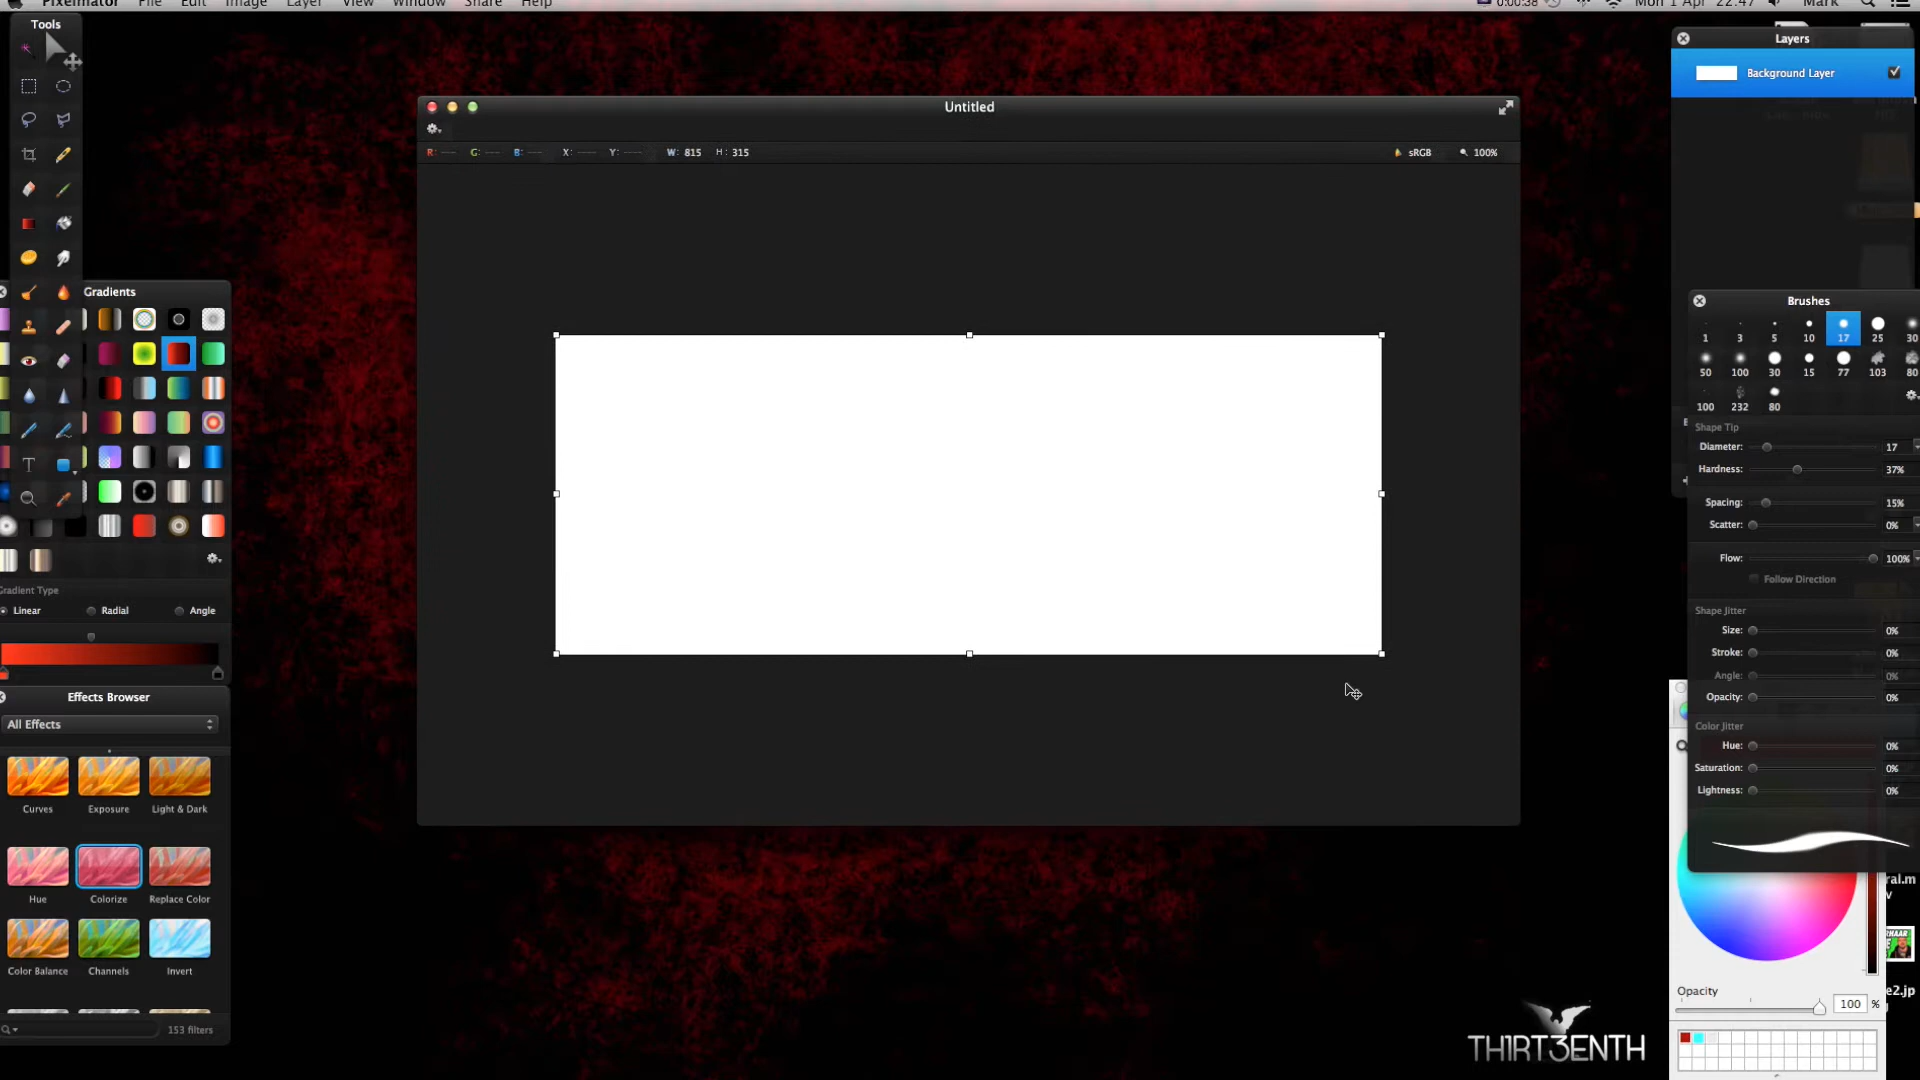 Pixelmator File Edit Image Layer View Window Help Share
0:00:38 Mon 1 Apr 22:47 Mark
Tools
Untitled
R: G: B: X: Y: W: 815 H: 315
sRGB 100%
Gradients
Gradient Type
Linear Radial Angle
Effects Browser
All Effects
Curves Exposure Light & Dark
Hue Colorize Replace Color
Color Balance Channels Invert
153 filters
Layers
Background Layer
Brushes
1 3 5 10 17 25 30
50 100 30 15 77 103 80
100 232 80
Shape Tip
Diameter: 17
Hardness: 37%
Spacing: 15%
Scatter: 0%
Flow: 100%
Follow Direction
Shape Jitter
Size: 0%
Stroke: 0%
Angle: 0%
Opacity: 0%
Color Jitter
Hue: 0%
Saturation: 0%
Lightness: 0%
ral.m
v
e2.jp
g
Opacity
100 %
TH1RT3ENTH